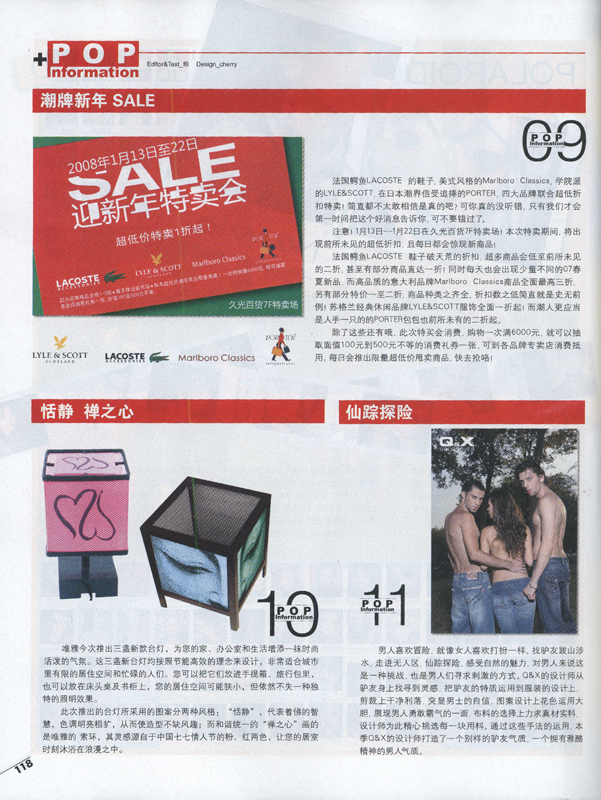 +POP
Information
Editor&Text_翰 Design_cherry
潮牌新年 SALE
2008年1月13日至22日
SALE
迎新年特卖会
超低价特卖1折起！
LACOSTE
LYLE & SCOTT
SCOTLAND
Marlboro Classics
PORTER
久光百货7F特卖场
LYLE & SCOTT
SCOTLAND
LACOSTE
ACCESSORIES
Marlboro Classics
PORTER
INTERNATIONAL
09
POP
Information
法国鳄鱼LACOSTE 的鞋子, 美式风格的Marlboro Classics, 学院派
的LYLE&SCOTT, 在日本潮界倍受追捧的PORTER, 四大品牌联合超低折
扣特卖! 简直都不太敢相信是真的吧? 可你真的没听错, 只有我们才会
第一时间把这个好消息告诉你, 可不要错过了。
注意! 1月13日--1月22日在久光百货7F特卖场! 本次特卖期间, 将出
现前所未见的超低折扣, 且每日都会惊现新商品!
法国鳄鱼LACOSTE 鞋子破天荒的折扣, 超多商品会低至前所未见
的二折, 甚至有部分商品直达一折! 同时每天也会出现少量不同的07春
夏新品, 而高品质的意大利品牌Marlboro Classics商品全面最高三折,
另有部分特价一至二折; 商品种类之齐全, 折扣数之低简直就是史无前
例! 苏格兰经典休闲品牌LYLE&SCOTT服饰全面一折起! 而潮人更应当
是人手一只的的PORTER包包也前所未有的二折起。
除了这些还有哦, 此次特买会消费, 购物一次满6000元, 就可以抽
取面值100元到500元不等的消费礼券一张, 可到各品牌专卖店消费抵
用, 每日会推出限量超低价甩卖商品, 快去抢咯!
恬静 禅之心
10
POP
Information
唯雅今次推出三盏新款台灯，为您的家、办公室和生活增添一抹时尚
活泼的气氛。这三盏新台灯均按照节能高效的理念来设计，非常适合城市
里有限的居住空间和忙碌的人们。您可以把它们放进手提箱、旅行包里，
也可以放在床头桌及书柜上，您的居住空间可能狭小，但依然不失一种独
特的照明效果。
此次推出的台灯所采用的图案分两种风格：“恬静”，代表着佛的智
慧，色调明亮粗犷，从而使造型不缺风趣；而和谐统一的“禅之心”画的
是唯雅的 索环，其灵感源自于中国七七情人节的粉、红两色，让您的居室
时刻沐浴在浪漫之中。
仙踪探险
Q&X
11
POP
Information
男人喜欢冒险, 就像女人喜欢打扮一样, 找驴友跋山涉
水, 走进无人区, 仙踪探险, 感受自然的魅力, 对男人来说这
是一种挑战, 也是男人们寻求刺激的方式, Q&X的设计师从
驴友身上找寻到灵感, 把驴友的特质运用到服装的设计上,
剪裁上干净利落, 突显男士的自信, 图案设计上花色运用大
胆, 展现男人勇敢霸气的一面, 布料的选择上力求真材实料,
设计师为此精心挑选每一块用料, 通过这些手法的运用, 本
季Q&X的设计师打造了一个别样的驴友气质, 一个拥有雅酷
精神的男人气质。
118